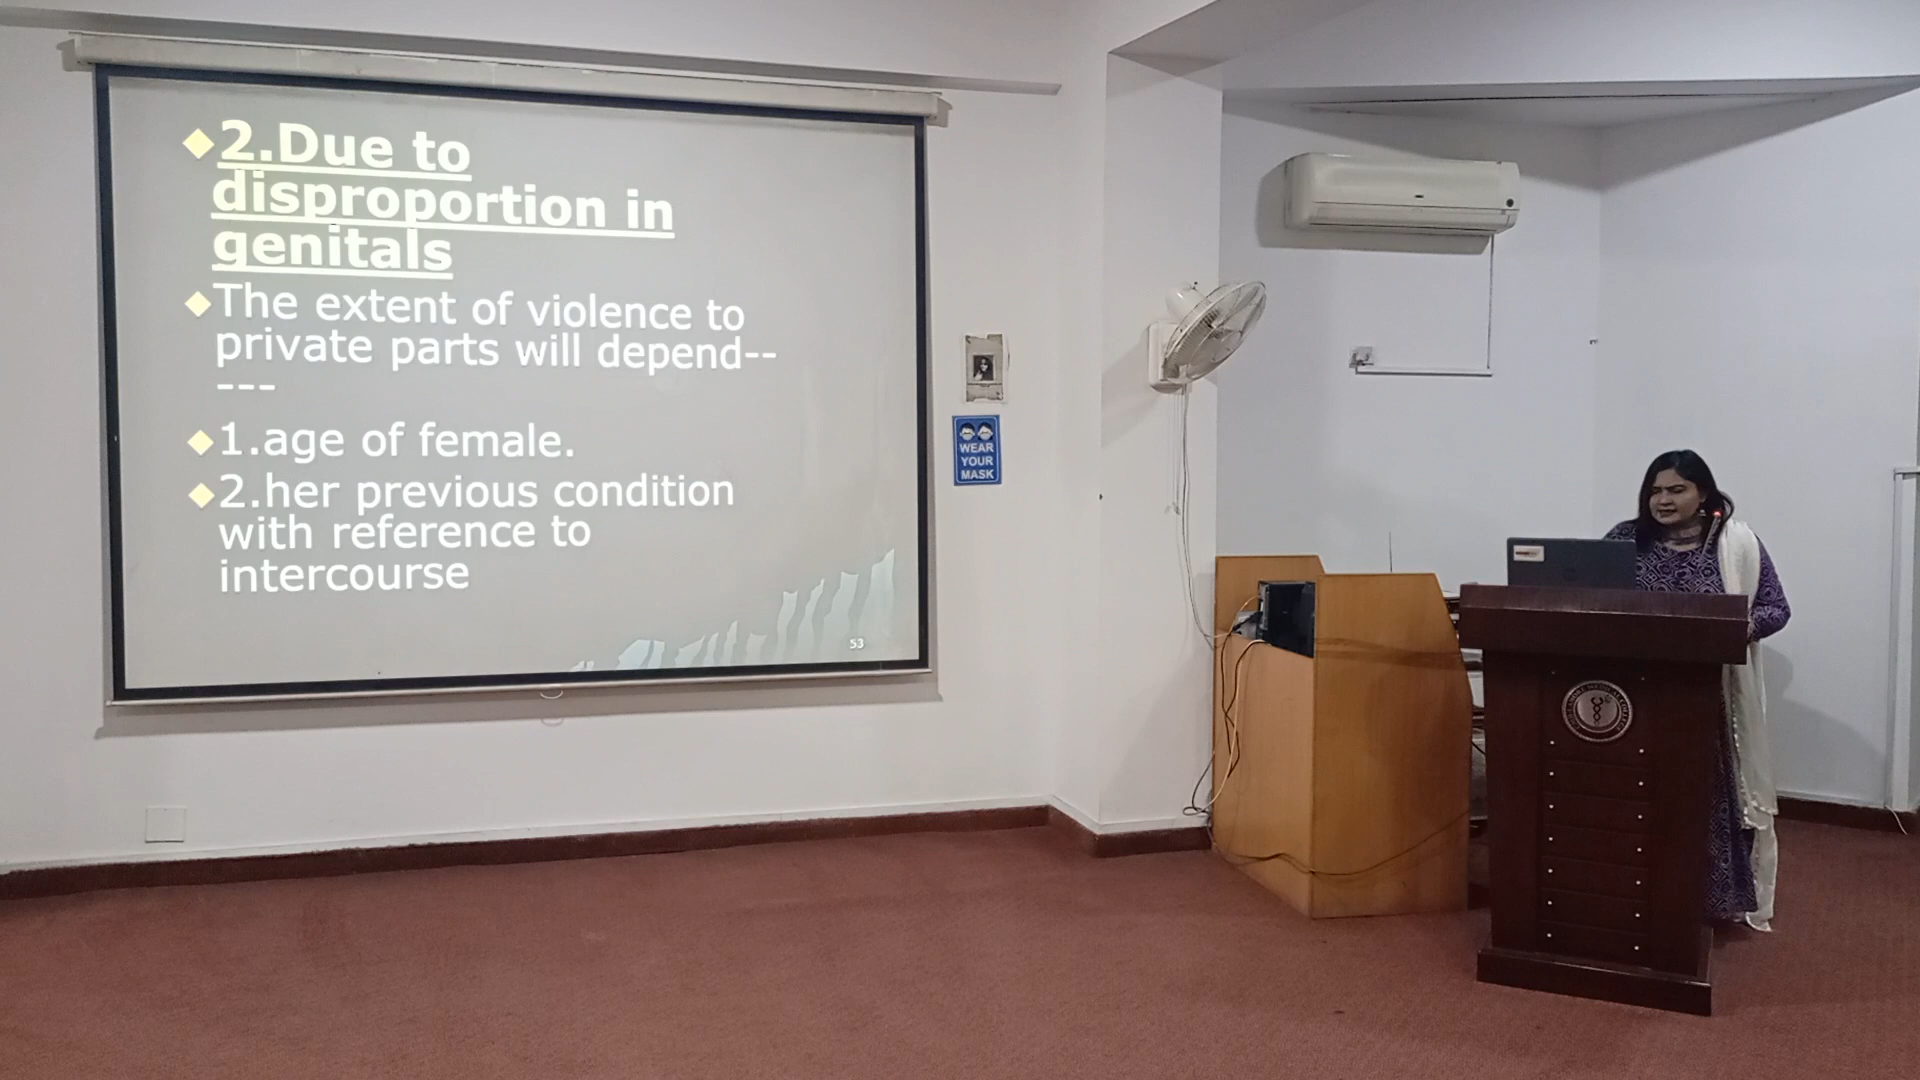 2.Due to
disproportion in
genitals
The extent of violence to
private parts will depend--
---
1.age of female.
2.her previous condition
with reference to
intercourse
53
WEAR
YOUR
MASK